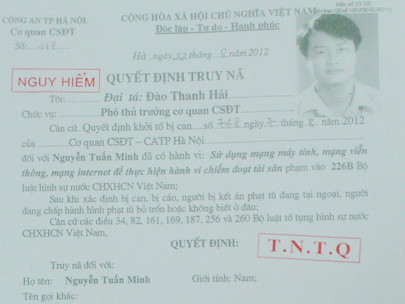 CÔNG AN TP HÀ NỘI
Cơ quan CSĐT
Số: 117
CỘNG HÒA XÃ HỘI CHỦ NGHĨA VIỆT NAM
Độc lập - Tự do - Hạnh phúc
Hà , ngày 22 tháng 8 năm 2012
NGUY HIỂM
QUYẾT ĐỊNH TRUY NÃ
Tôi: Đại tá: Đào Thanh Hải
Chức vụ: Phó thủ trưởng cơ quan CSĐT
Căn cứ Quyết định khởi tố bị can số 768 ngày 7 tháng 8 năm 2012
của Cơ quan CSĐT – CATP Hà Nội
đối với Nguyễn Tuấn Minh đã có hành vi: Sử dụng mạng máy tính, mạng viễn
thông, mạng internet để thực hiện hành vi chiếm đoạt tài sản phạm vào 226B Bộ
luật hình sự nước CHXHCN Việt Nam;
Sau khi xác định bị can, bị cáo, người bị kết án phạt tù đang tại ngoại, người
đang chấp hành hình phạt tù bỏ trốn hoặc không biết ở đâu;
Căn cứ các điều 34, 82, 161, 169, 187, 256 và 260 Bộ luật tố tụng hình sự nước
CHXHCN Việt Nam,
QUYẾT ĐỊNH:
T.N.T.Q
Truy nã đối với:
Họ tên: Nguyễn Tuấn Minh Giới tính: Nam;
Tên gọi khác: